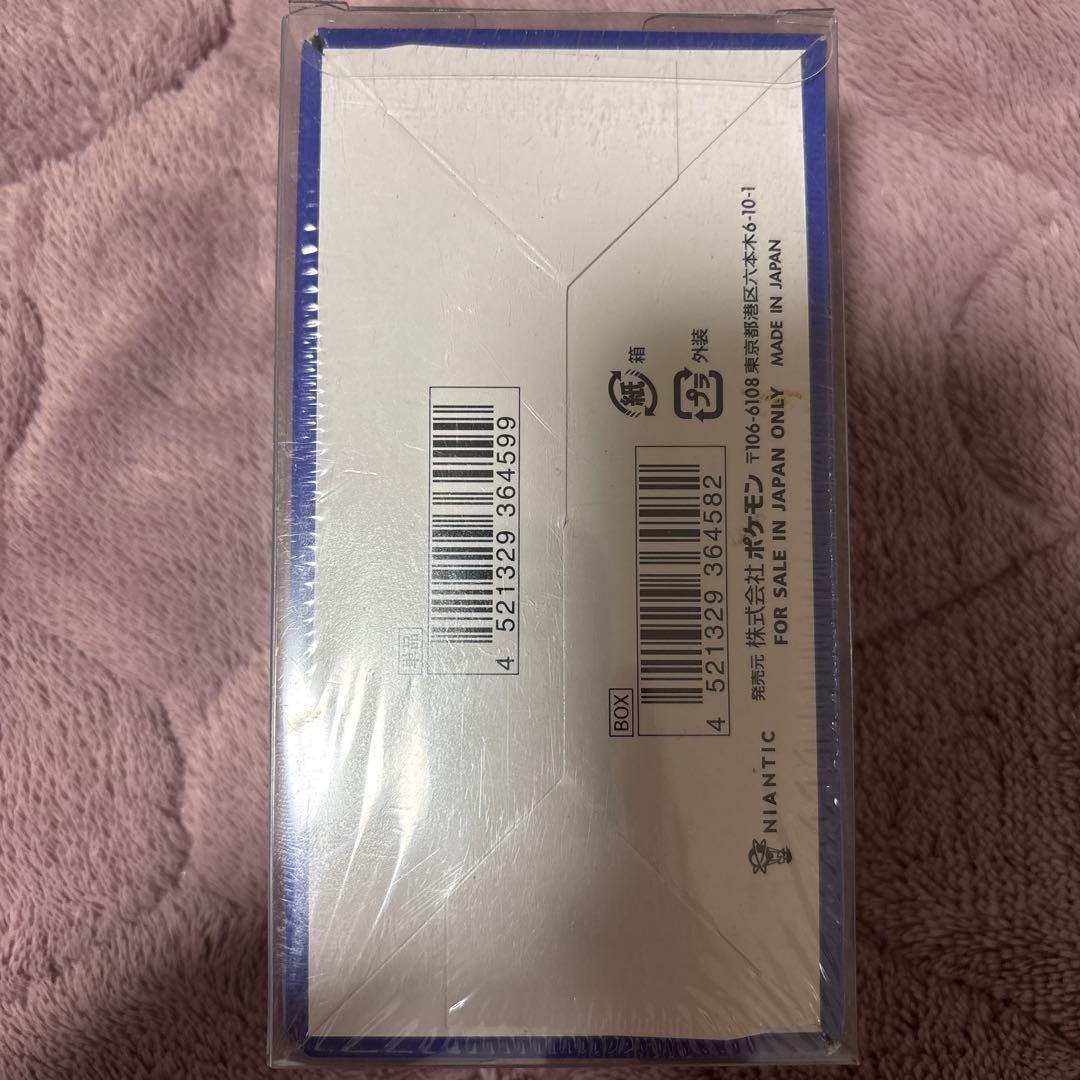 単品
4 521329 364599
紙 箱
プラ 外装
BOX
4 521329 364582
NIANTIC
発売元 株式会社ポケモン 〒106-6108 東京都港区六本木6-10-1
FOR SALE IN JAPAN ONLY MADE IN JAPAN